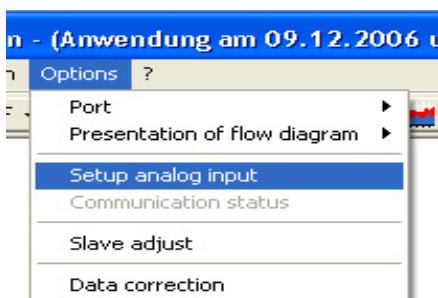 n - (Anwendung am 09.12.2006 u
n Options ?
Port
Presentation of flow diagram
Setup analog input
Communication status
Slave adjust
Data correction